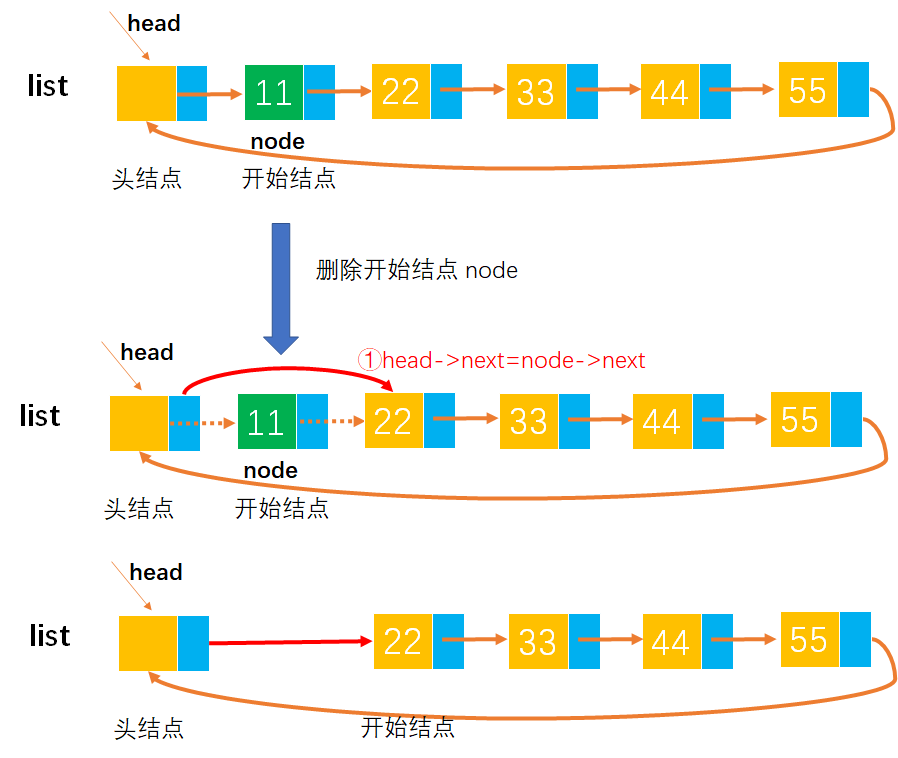 head
list
11
22
33
44
55
node
头结点
开始结点
删除开始结点 node
head
①head->next=node->next
list
11
22
33
44
55
node
头结点
开始结点
head
list
22
33
44
55
头结点
开始结点